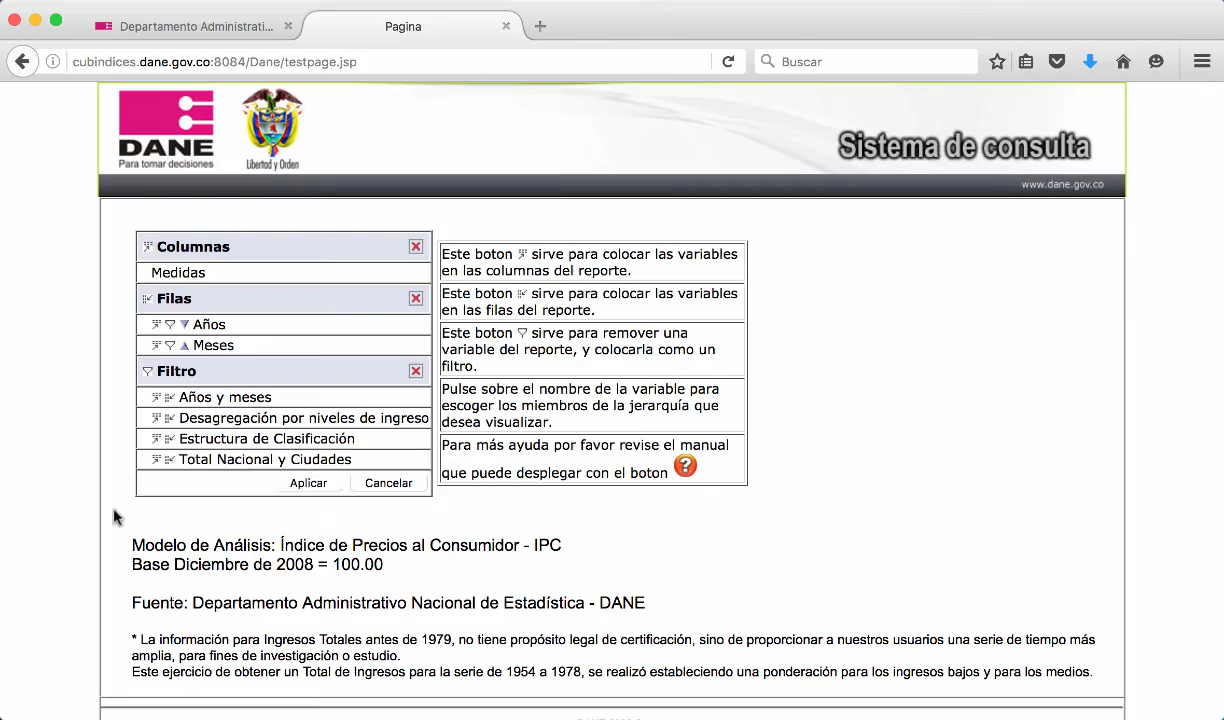 Departamento Administrati...
Pagina
cubindices.dane.gov.co:8084/Dane/testpage.jsp
Buscar
DANE
Para tomar decisiones
Libertad y Orden
Sistema de consulta
www.dane.gov.co
Columnas
Medidas
Filas
Años
Meses
Filtro
Años y meses
Desagregación por niveles de ingreso
Estructura de Clasificación
Total Nacional y Ciudades
Aplicar Cancelar
Este boton sirve para colocar las variables
en las columnas del reporte.
Este boton sirve para colocar las variables
en las filas del reporte.
Este boton sirve para remover una
variable del reporte, y colocarla como un
filtro.
Pulse sobre el nombre de la variable para
escoger los miembros de la jerarquía que
desea visualizar.
Para más ayuda por favor revise el manual
que puede desplegar con el boton ?
Modelo de Análisis: Índice de Precios al Consumidor - IPC
Base Diciembre de 2008 = 100.00
Fuente: Departamento Administrativo Nacional de Estadística - DANE
* La información para Ingresos Totales antes de 1979, no tiene propósito legal de certificación, sino de proporcionar a nuestros usuarios una serie de tiempo más
amplia, para fines de investigación o estudio.
Este ejercicio de obtener un Total de Ingresos para la serie de 1954 a 1978, se realizó estableciendo una ponderación para los ingresos bajos y para los medios.